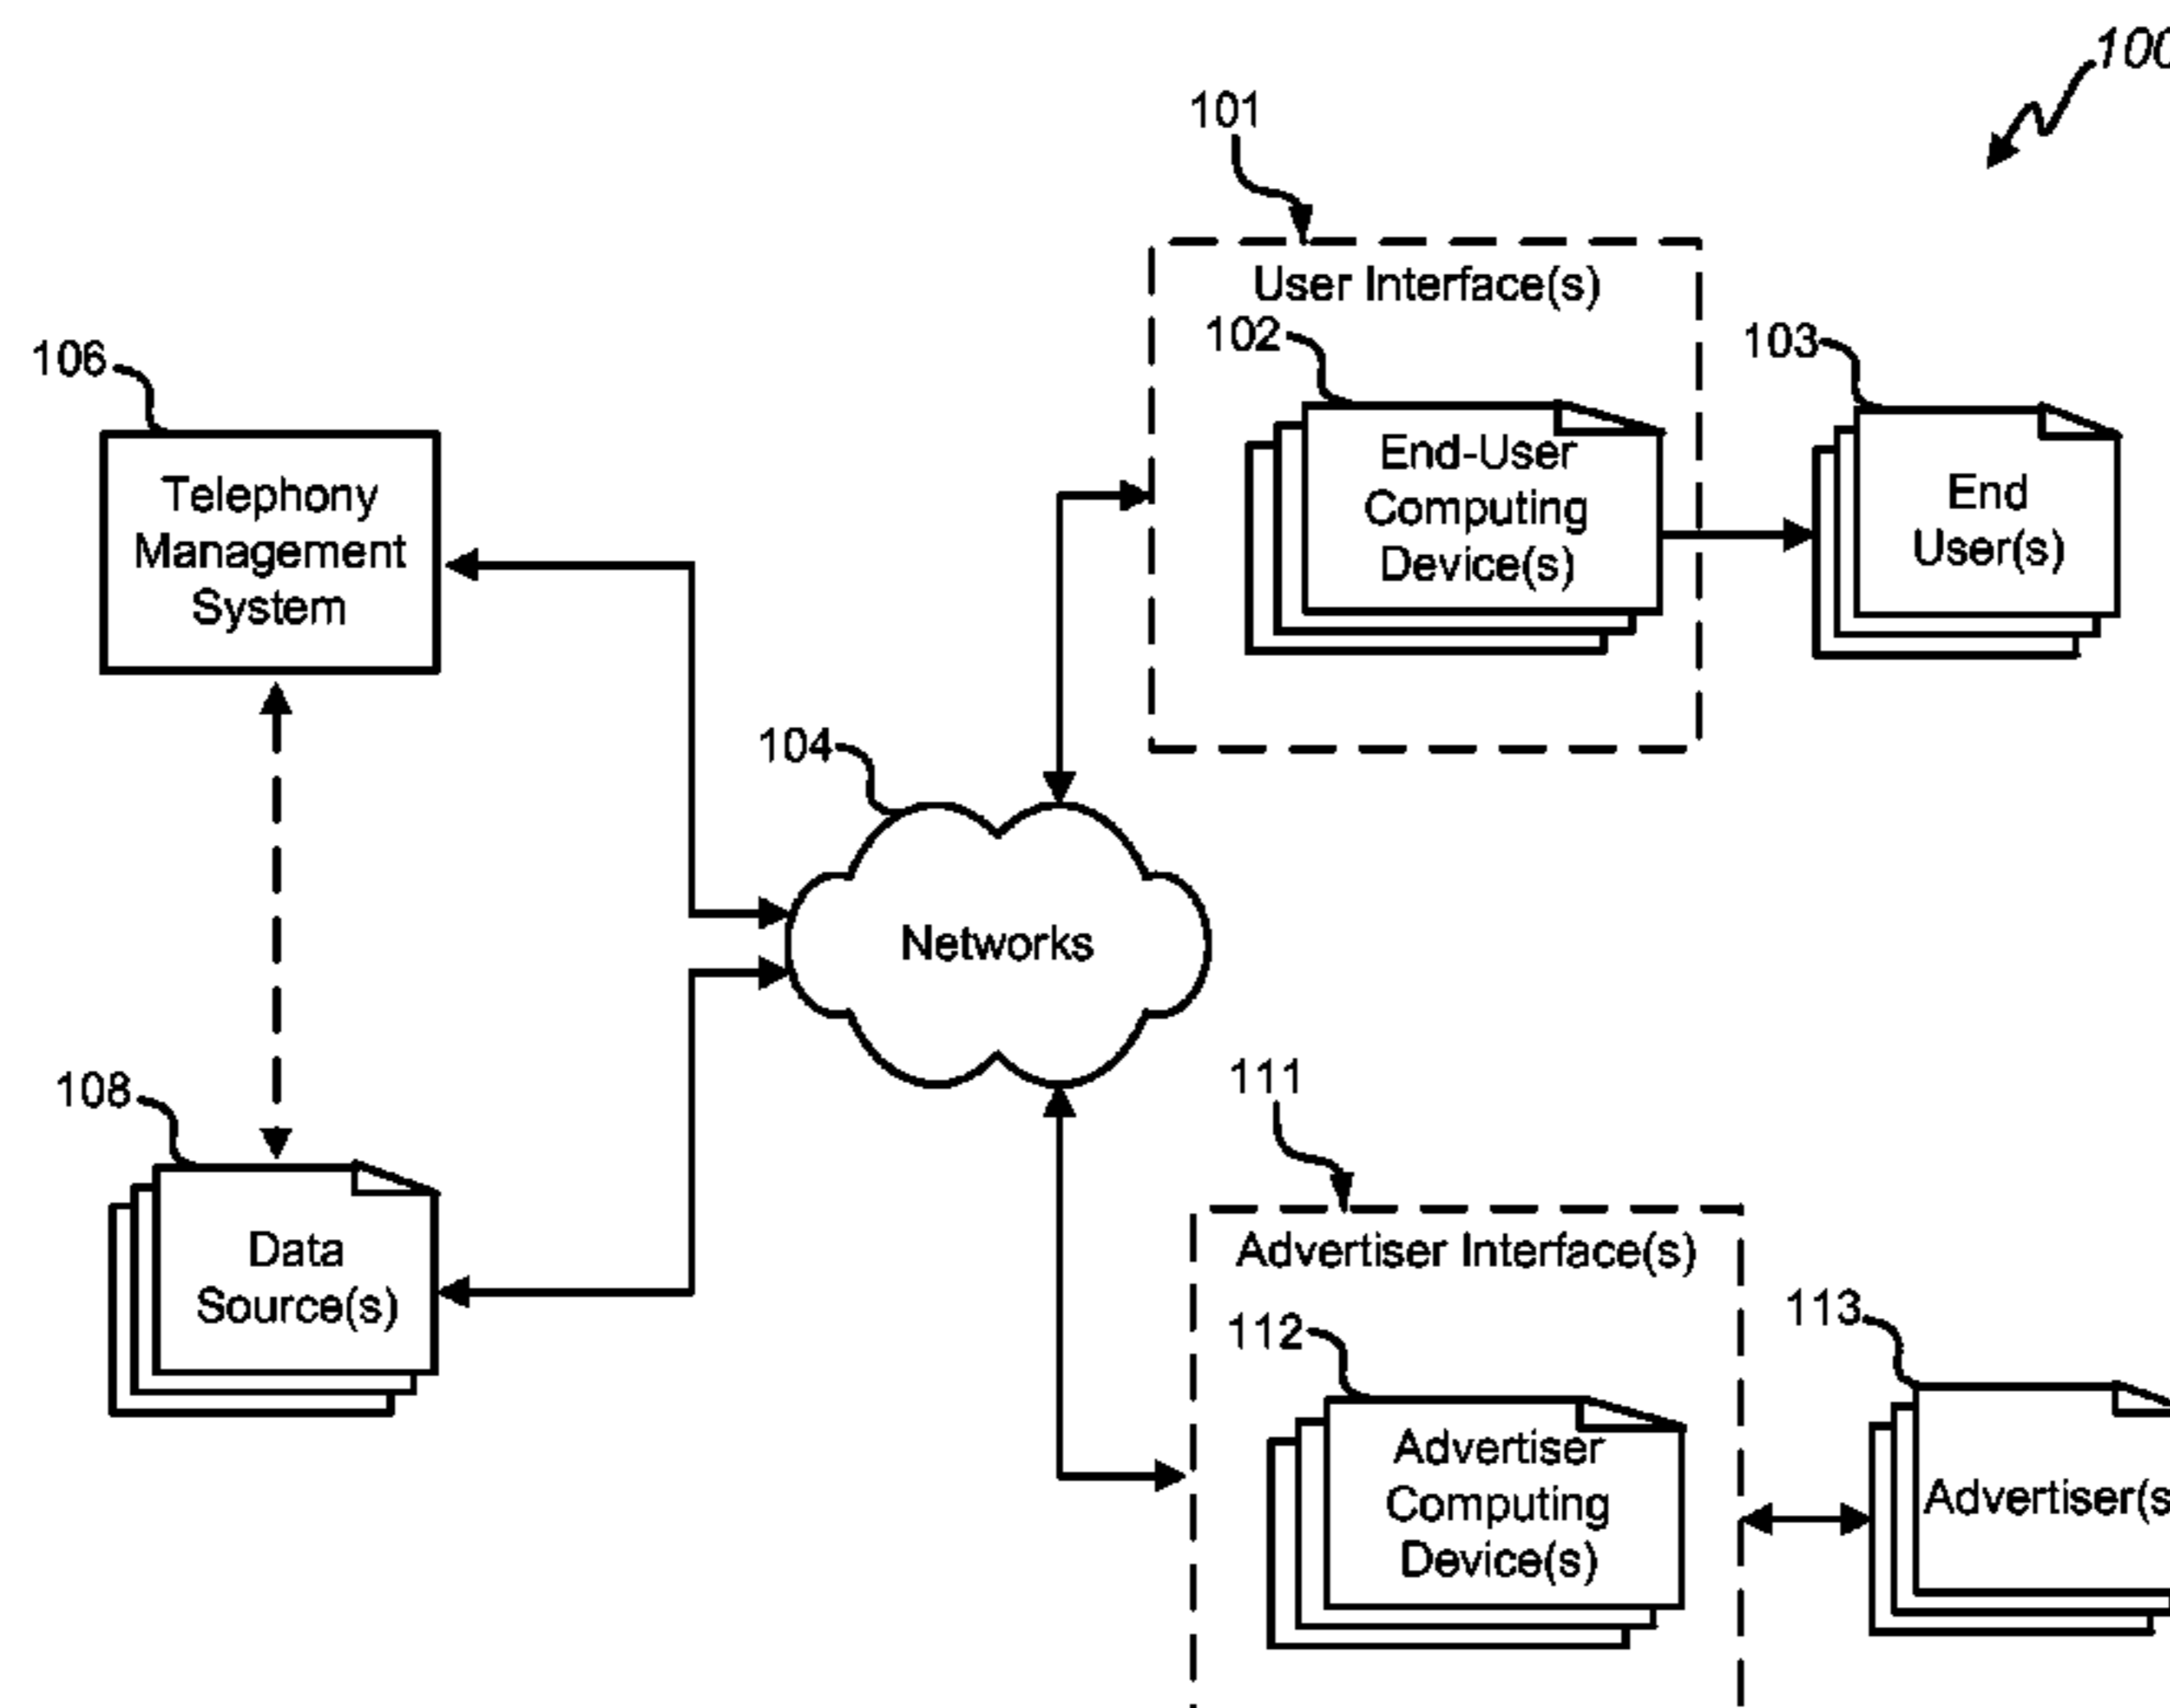 100
101
User Interface(s)
102
103
106
End-User
Computing
Device(s)
End
User(s)
Telephony
Management
System
104
Networks
108
111
Data
Source(s)
Advertiser Interface(s)
112
113
Advertiser
Computing
Device(s)
Advertiser(s